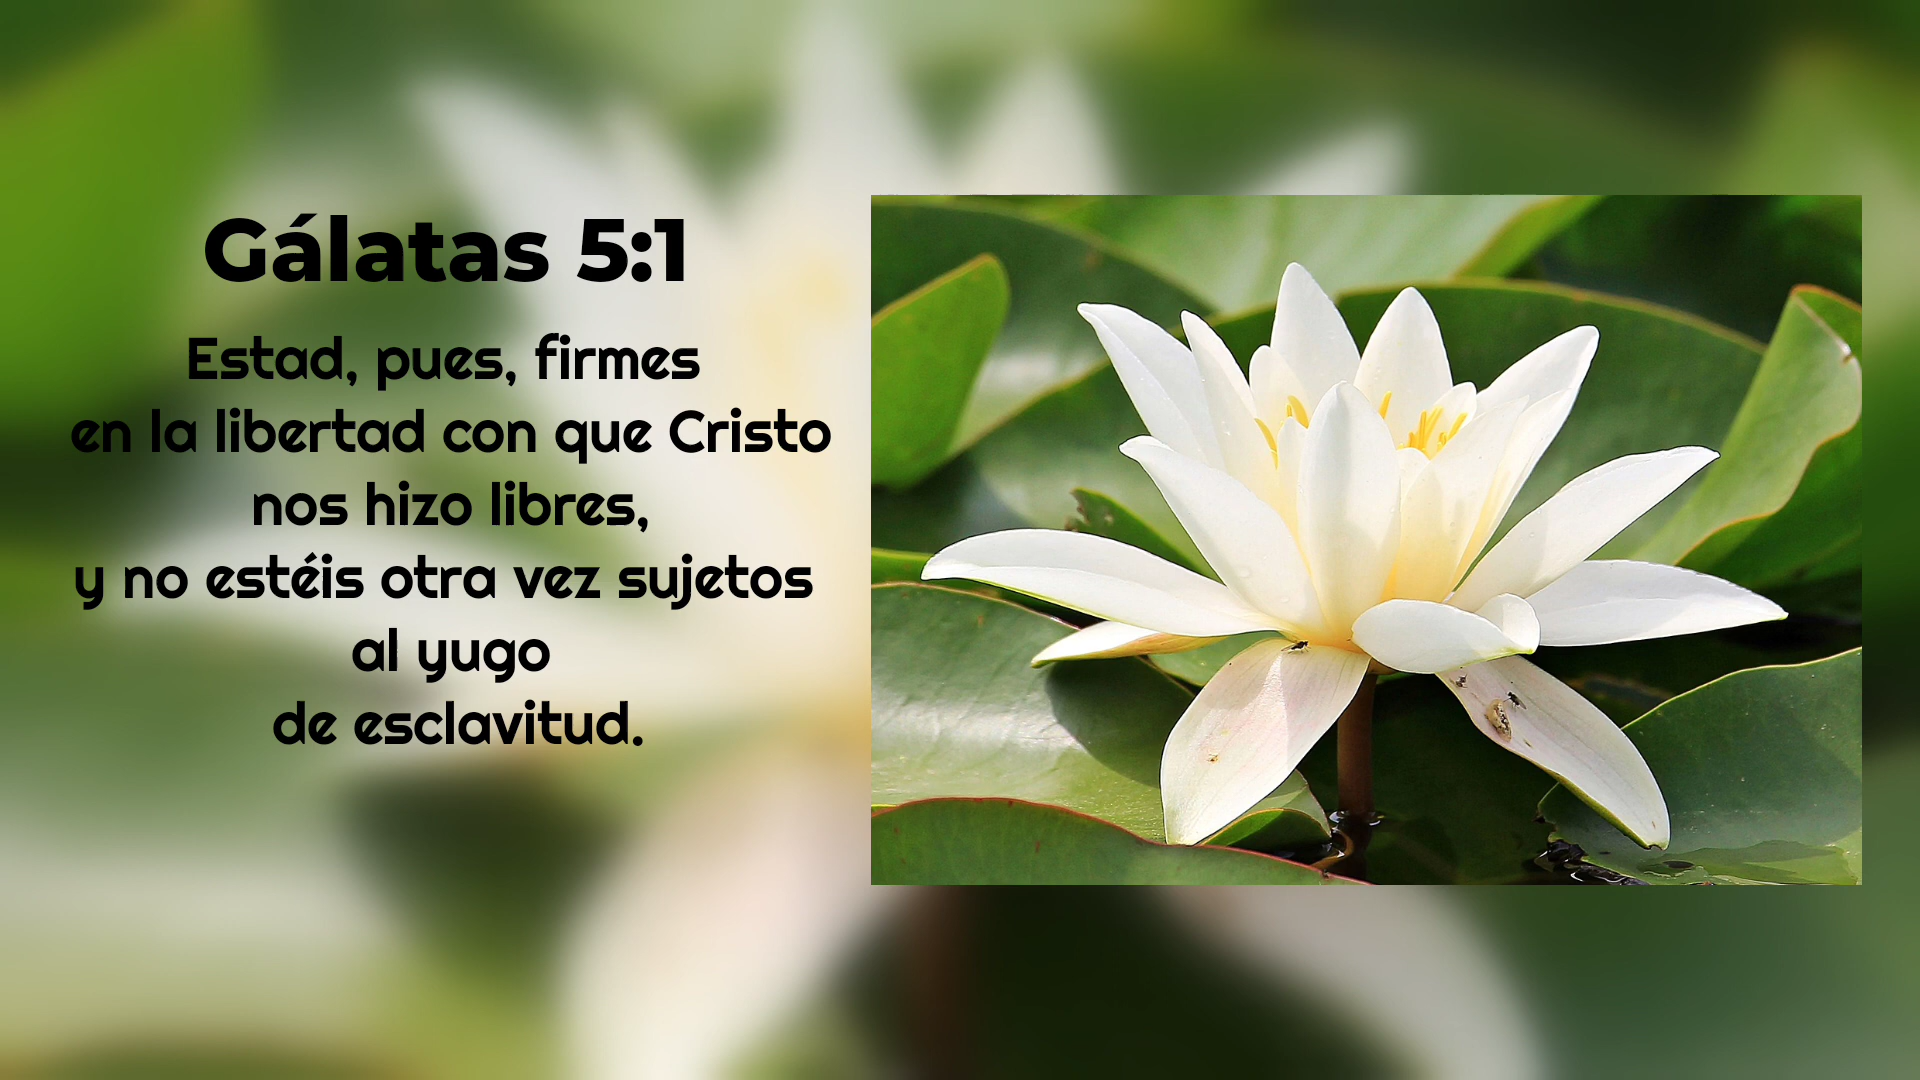 Gálatas 5:1
Estad, pues, firmes
en la libertad con que Cristo
nos hizo libres,
y no estéis otra vez sujetos
al yugo
de esclavitud.